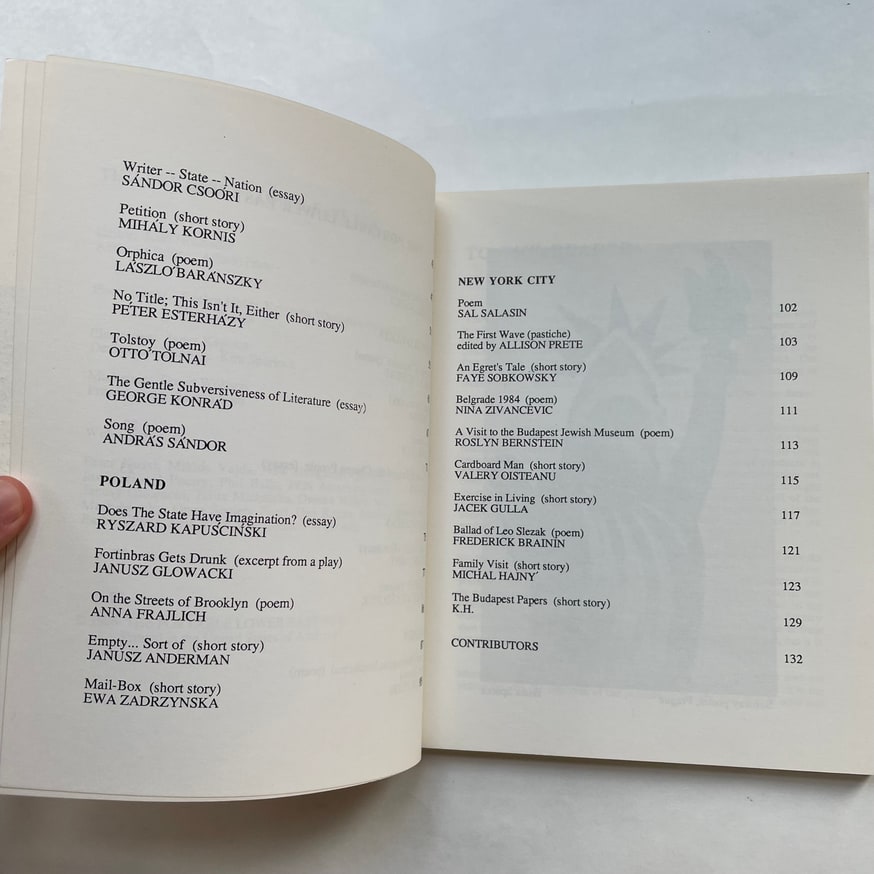 Writer -- State -- Nation (essay)
SÁNDOR CSOÓRI
Petition (short story)
MIHÁLY KORNIS
Orphica (poem)
LÁSZLÓ BARÁNSZKY
No Title; This Isn't It, Either (short story)
PÉTER ESTERHÁZY
Tolstoy (poem)
OTTÓ TOLNAI
The Gentle Subversiveness of Literature (essay)
GEORGE KONRÁD
Song (poem)
ANDRÁS SÁNDOR
POLAND
Does The State Have Imagination? (essay)
RYSZARD KAPUŚCIŃSKI
Fortinbras Gets Drunk (excerpt from a play)
JANUSZ GLOWACKI
On the Streets of Brooklyn (poem)
ANNA FRAJLICH
Empty... Sort of (short story)
JANUSZ ANDERMAN
Mail-Box (short story)
EWA ZADRZYNSKA
NEW YORK CITY
Poem
SAL SALASIN 102
The First Wave (pastiche)
edited by ALLISON PRETE 103
An Egret's Tale (short story)
FAYE SOBKOWSKY 109
Belgrade 1984 (poem)
NINA ZIVANCEVIC 111
A Visit to the Budapest Jewish Museum (poem)
ROSLYN BERNSTEIN 113
Cardboard Man (short story)
VALERY OISTEANU 115
Exercise in Living (short story)
JACEK GULLA 117
Ballad of Leo Slezak (poem)
FREDERICK BRAININ 121
Family Visit (short story)
MICHAL HAJNY´ 123
The Budapest Papers (short story)
K.H. 129
CONTRIBUTORS 132